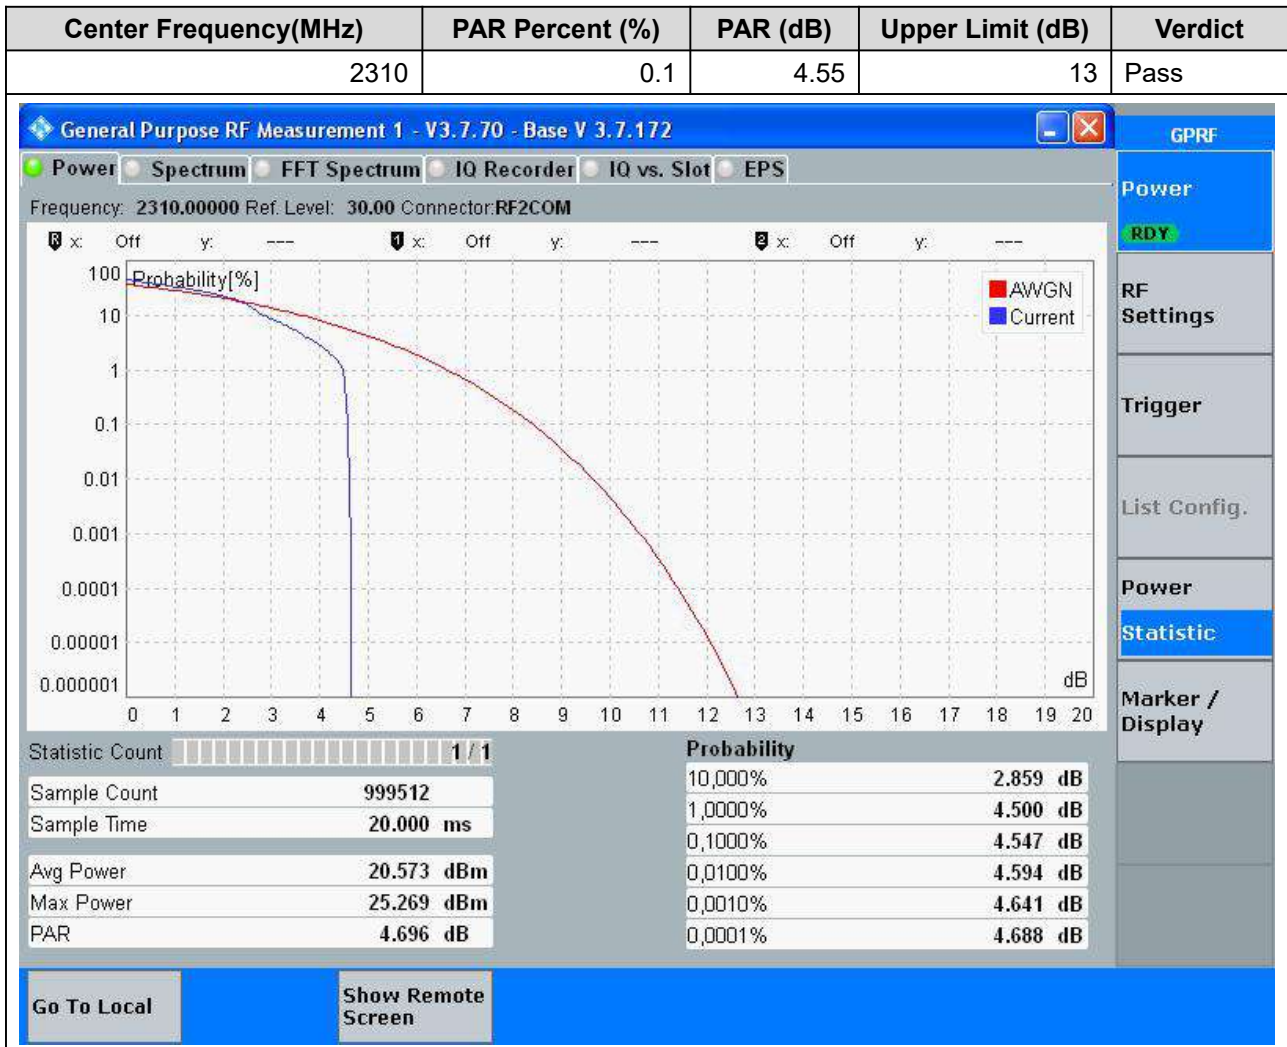 Center Frequency(MHz) PAR Percent (%) PAR (dB) Upper Limit (dB) Verdict
2310 0.1 4.55 13 Pass
General Purpose RF Measurement 1 - V3.7.70 - Base V 3.7.172
GPRF
Power Spectrum FFT Spectrum IQ Recorder IQ vs. Slot EPS
Power
RDY
Frequency: 2310.00000 Ref. Level: 30.00 Connector:RF2COM
R x: Off y: --- 1 x: Off y: --- 2 x: Off y: ---
Probability[%]
AWGN
Current
100
10
1
0.1
0.01
0.001
0.0001
0.00001
0.000001
dB
0 1 2 3 4 5 6 7 8 9 10 11 12 13 14 15 16 17 18 19 20
RF
Settings
Trigger
List Config.
Power
Statistic
Marker /
Display
Statistic Count 1 / 1
Sample Count 999512
Sample Time 20.000 ms
Avg Power 20.573 dBm
Max Power 25.269 dBm
PAR 4.696 dB
Probability
10,000% 2.859 dB
1,0000% 4.500 dB
0,1000% 4.547 dB
0,0100% 4.594 dB
0,0010% 4.641 dB
0,0001% 4.688 dB
Go To Local
Show Remote
Screen